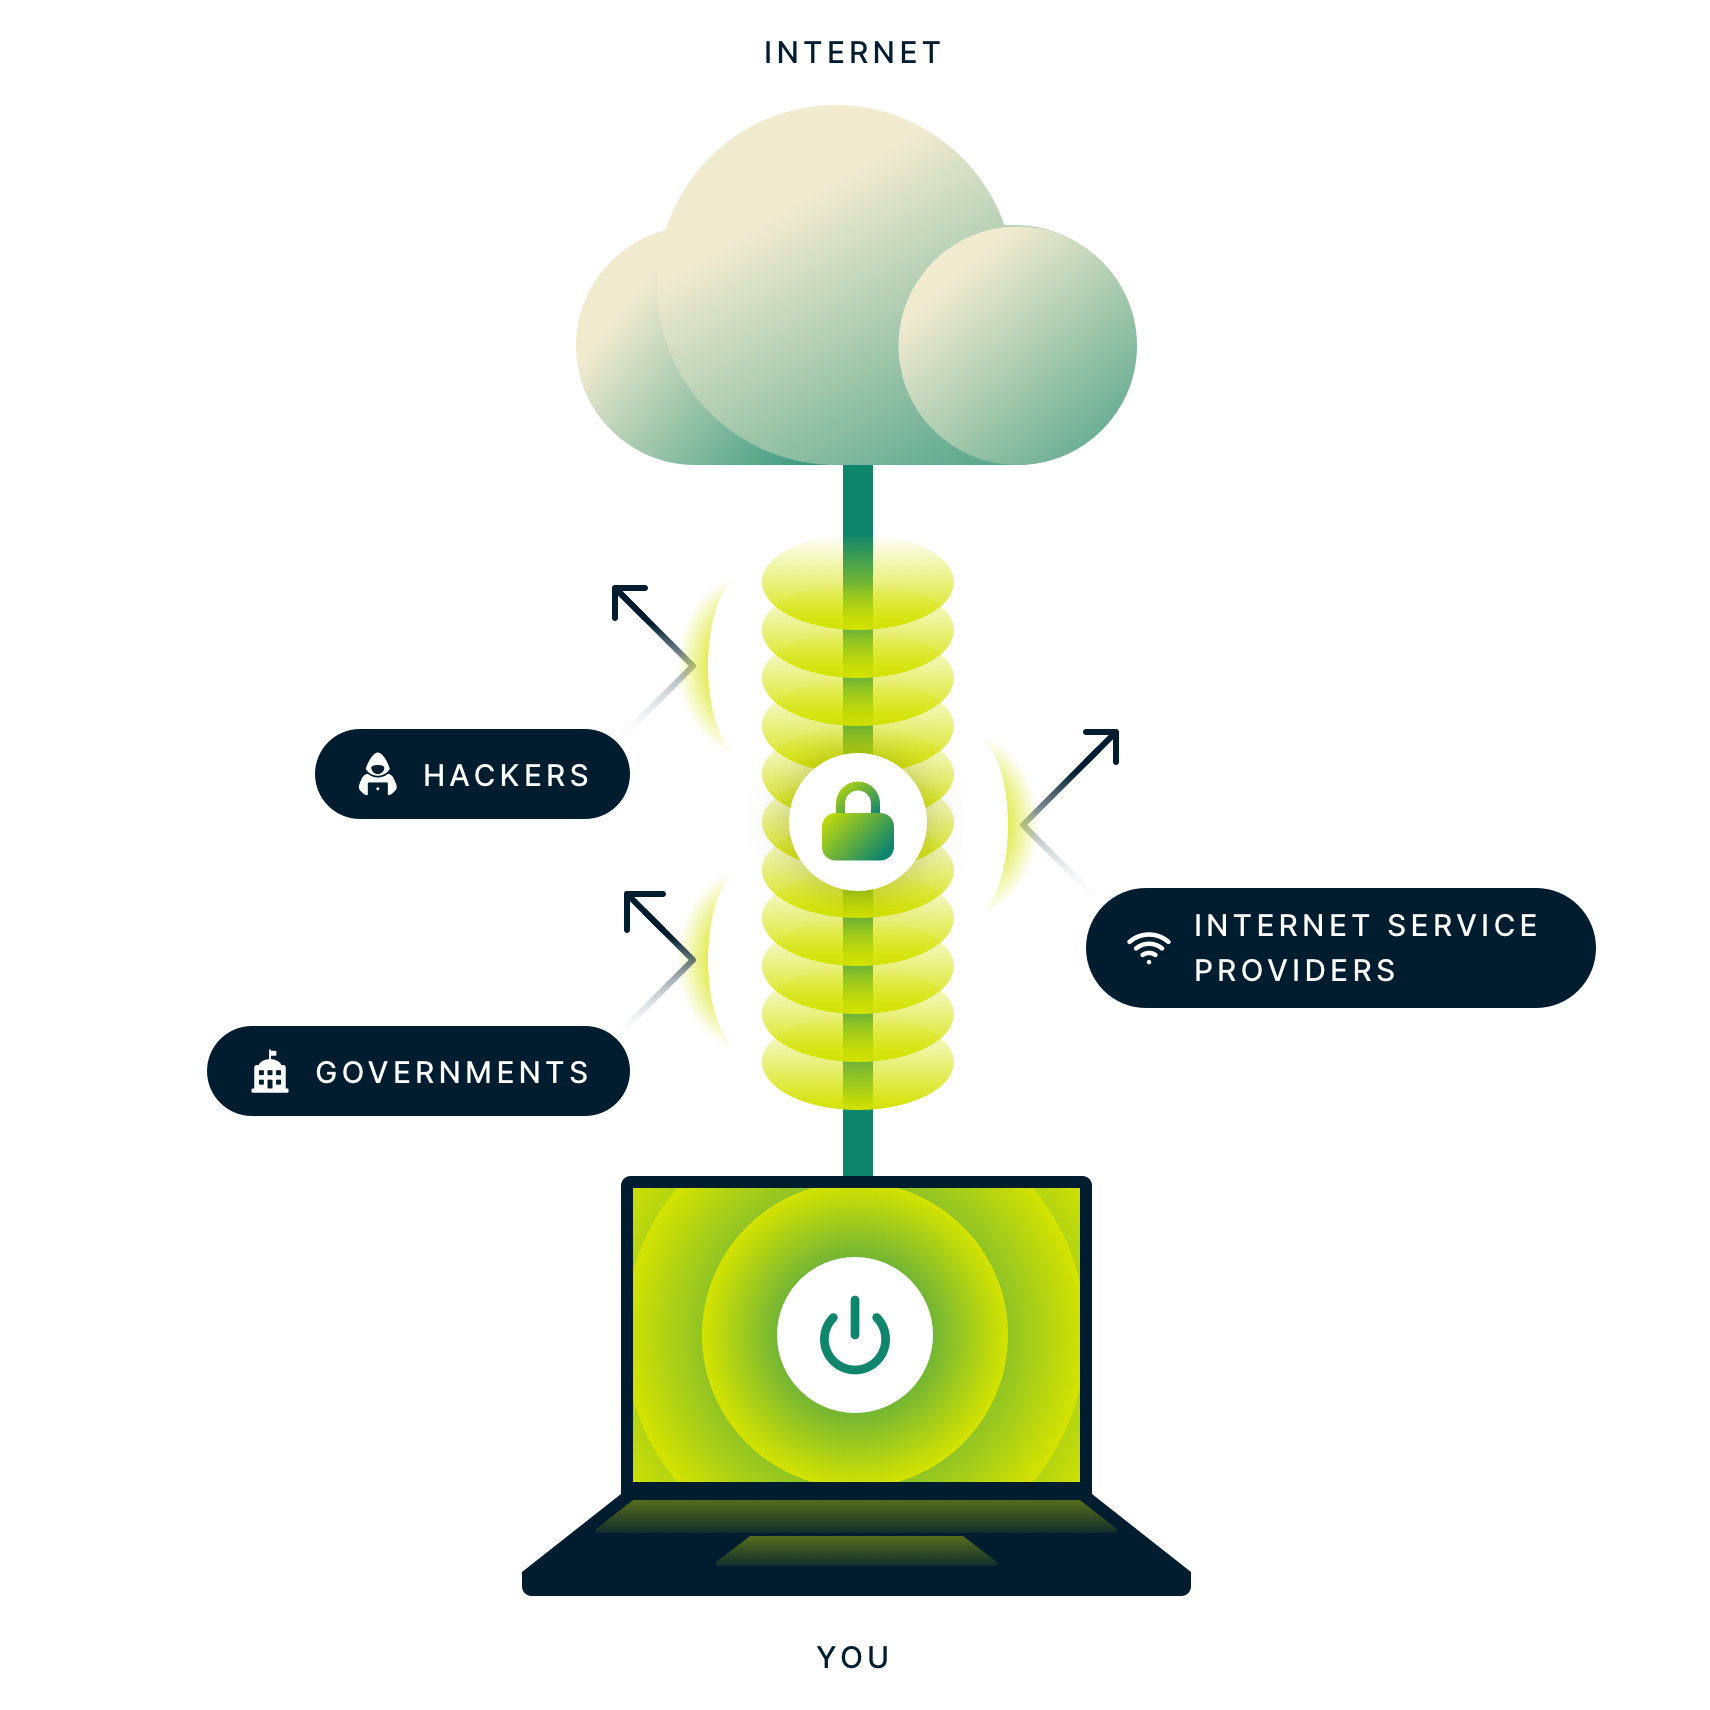 INTERNET
HACKERS
INTERNET SERVICE
PROVIDERS
GOVERNMENTS
YOU